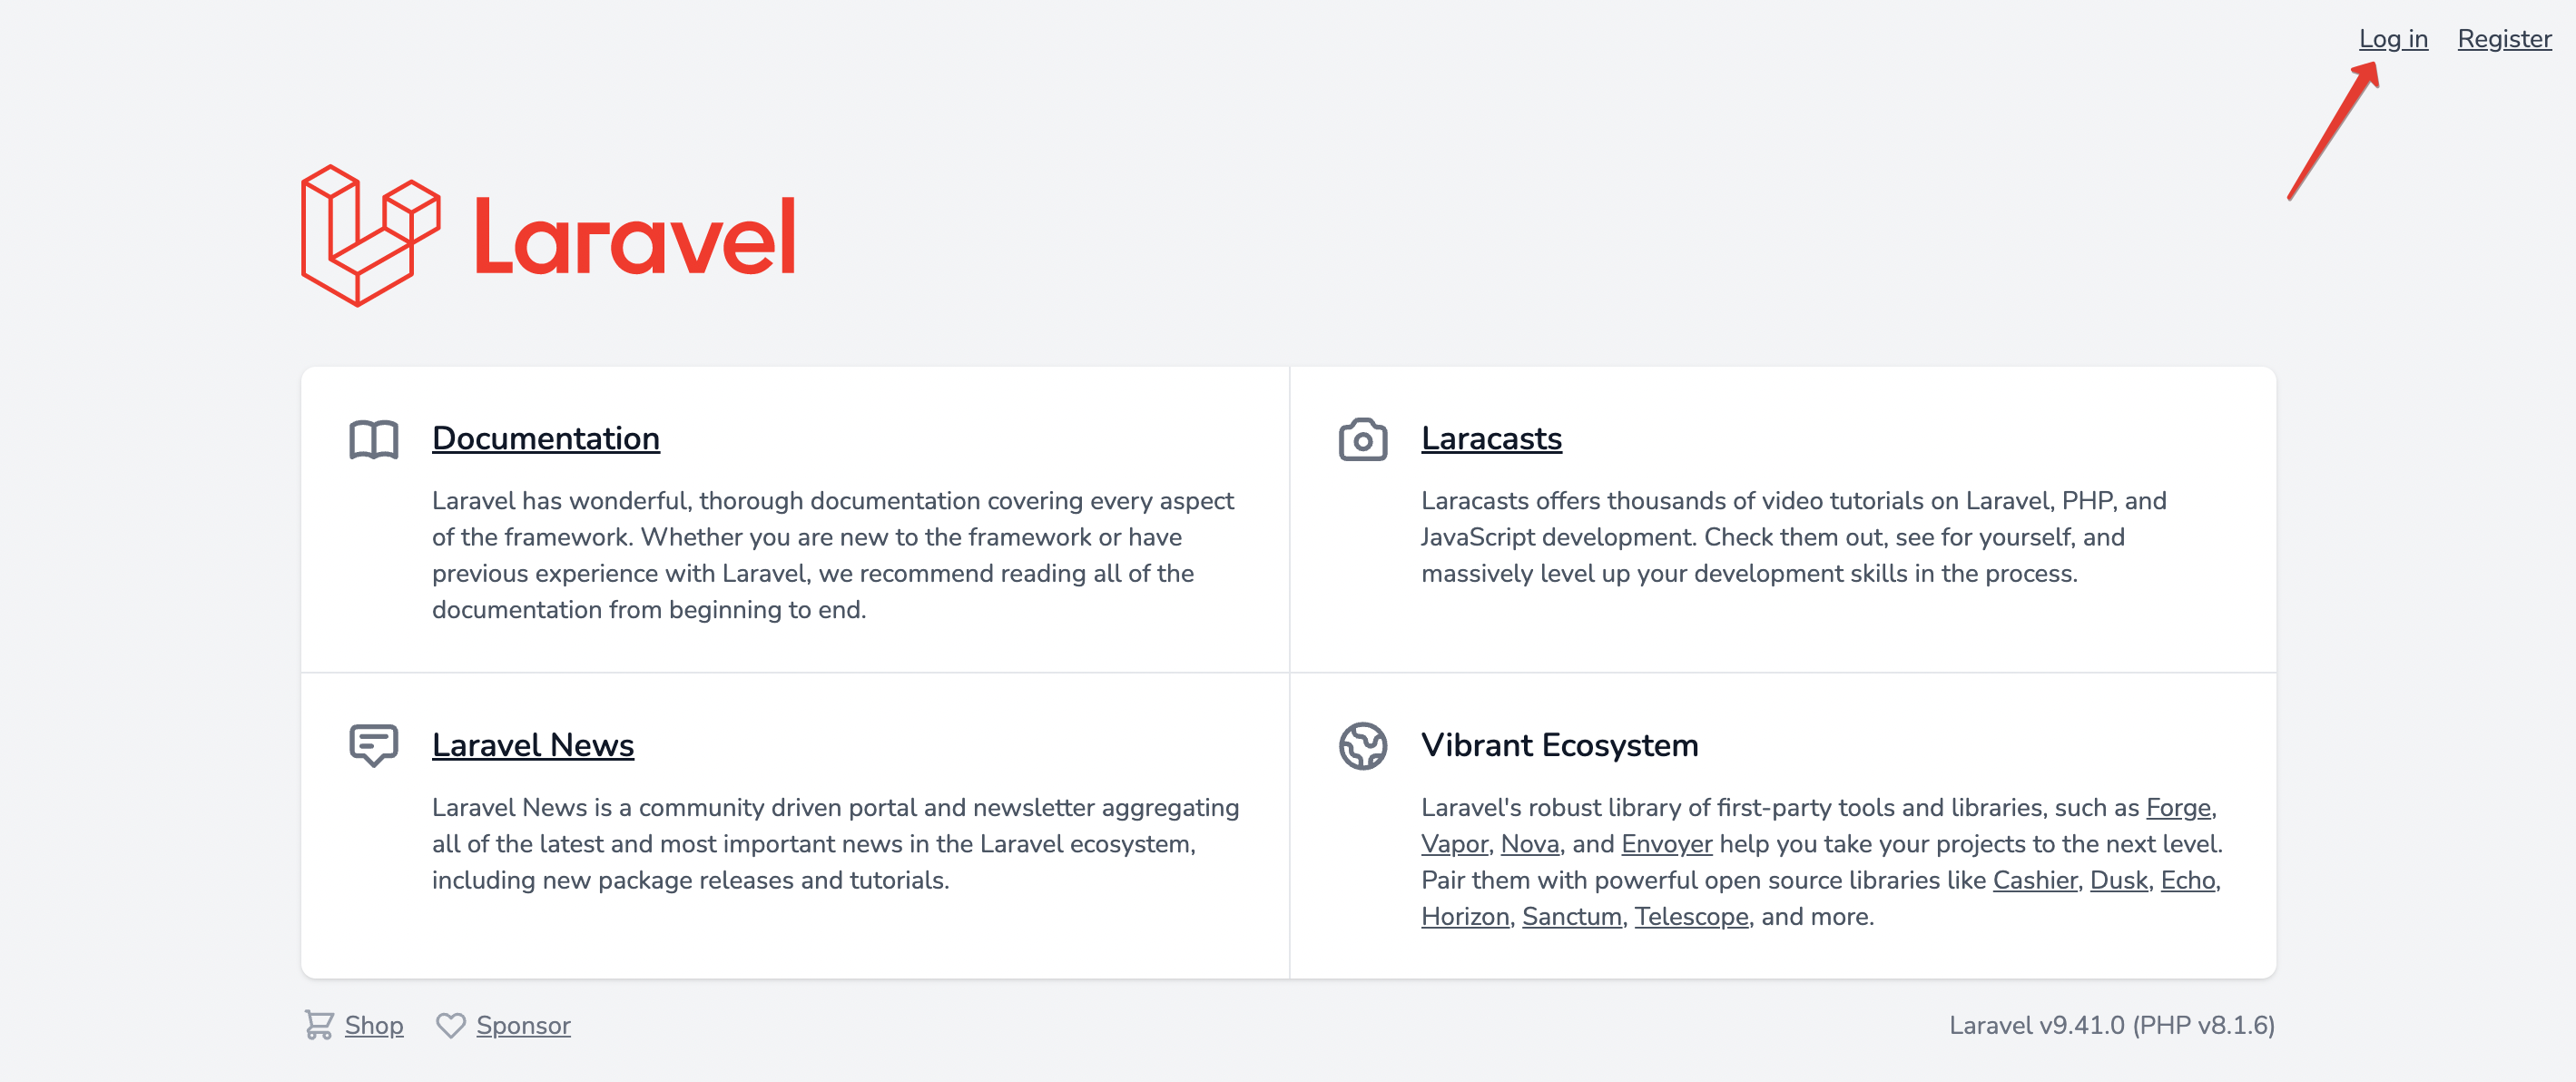 Log in Register
Laravel
Documentation
Laravel has wonderful, thorough documentation covering every aspect
of the framework. Whether you are new to the framework or have
previous experience with Laravel, we recommend reading all of the
documentation from beginning to end.
Laracasts
Laracasts offers thousands of video tutorials on Laravel, PHP, and
JavaScript development. Check them out, see for yourself, and
massively level up your development skills in the process.
Laravel News
Laravel News is a community driven portal and newsletter aggregating
all of the latest and most important news in the Laravel ecosystem,
including new package releases and tutorials.
Vibrant Ecosystem
Laravel's robust library of first-party tools and libraries, such as Forge,
Vapor, Nova, and Envoyer help you take your projects to the next level.
Pair them with powerful open source libraries like Cashier, Dusk, Echo,
Horizon, Sanctum, Telescope, and more.
Shop Sponsor
Laravel v9.41.0 (PHP v8.1.6)